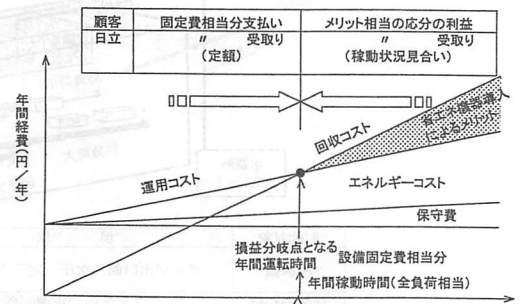 顧客 固定費相当分支払い メリット相当の応分の利益
日立 〃 受取り 〃 受取り
(定額) (稼動状況見合い)
年間経費(円/年)
回収コスト
省エネ機器購入
によるメリット
運用コスト
エネルギーコスト
保守費
損益分岐点となる
年間運転時間
設備固定費相当分
年間稼動時間(全負荷相当)